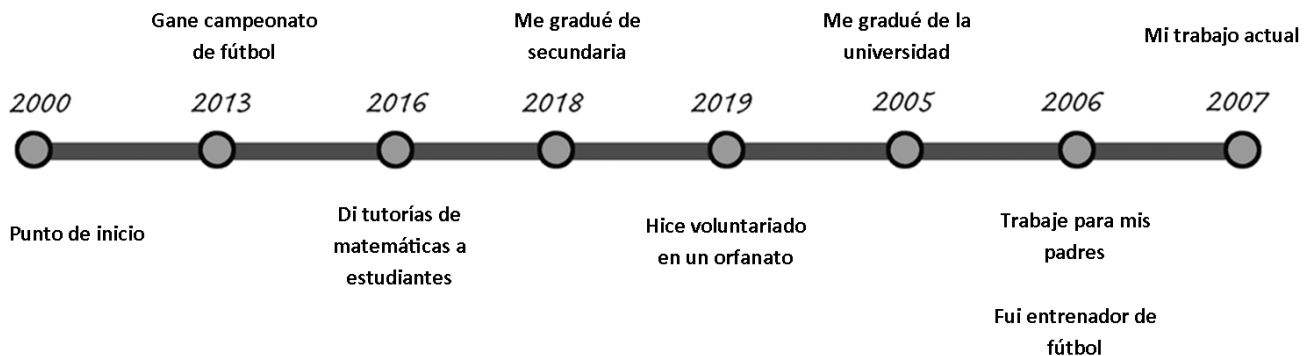 Gane campeonato
de fútbol
Me gradué de
secundaria
Me gradué de la
universidad
Mi trabajo actual
2000
2013
2016
2018
2019
2005
2006
2007
Punto de inicio
Di tutorías de
matemáticas a
estudiantes
Hice voluntariado
en un orfanato
Trabaje para mis
padres
Fui entrenador de
fútbol